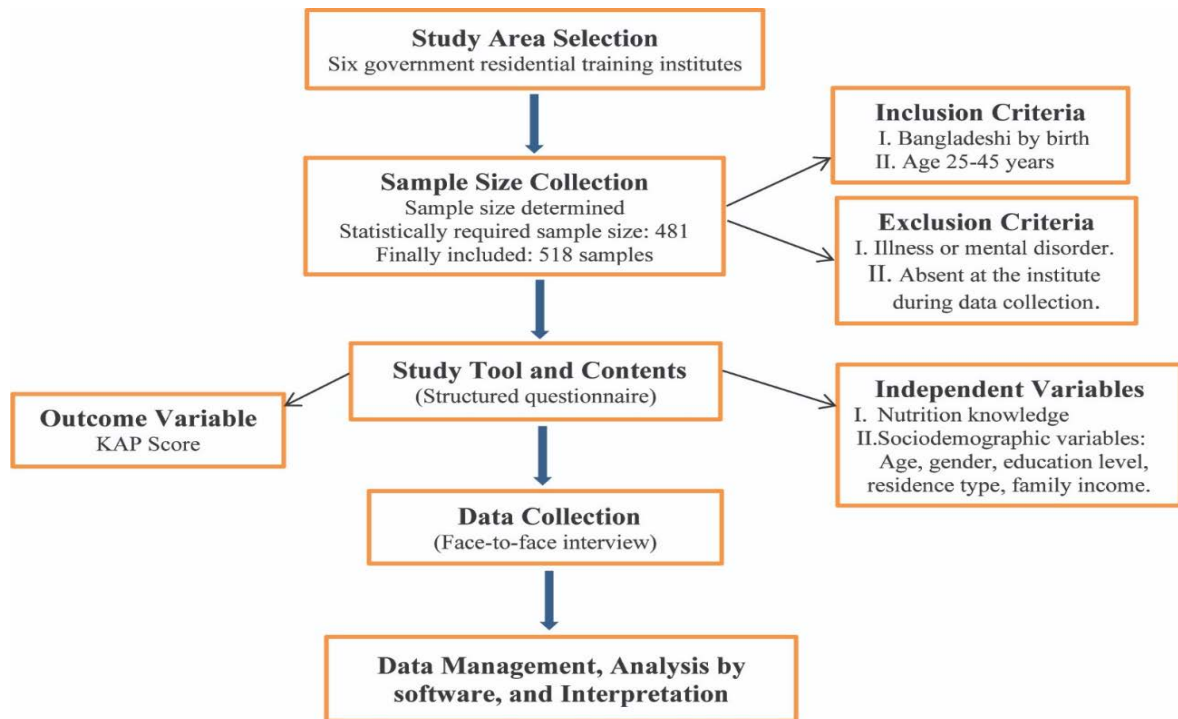 Study Area Selection
Six government residential training institutes
Inclusion Criteria
I. Bangladeshi by birth
II. Age 25-45 years
Sample Size Collection
Sample size determined
Statistically required sample size: 481
Finally included: 518 samples
Exclusion Criteria
I. Illness or mental disorder.
II. Absent at the institute
during data collection.
Study Tool and Contents
(Structured questionnaire)
Outcome Variable
KAP Score
Independent Variables
I. Nutrition knowledge
II.Sociodemographic variables:
Age, gender, education level,
residence type, family income.
Data Collection
(Face-to-face interview)
Data Management, Analysis by
software, and Interpretation